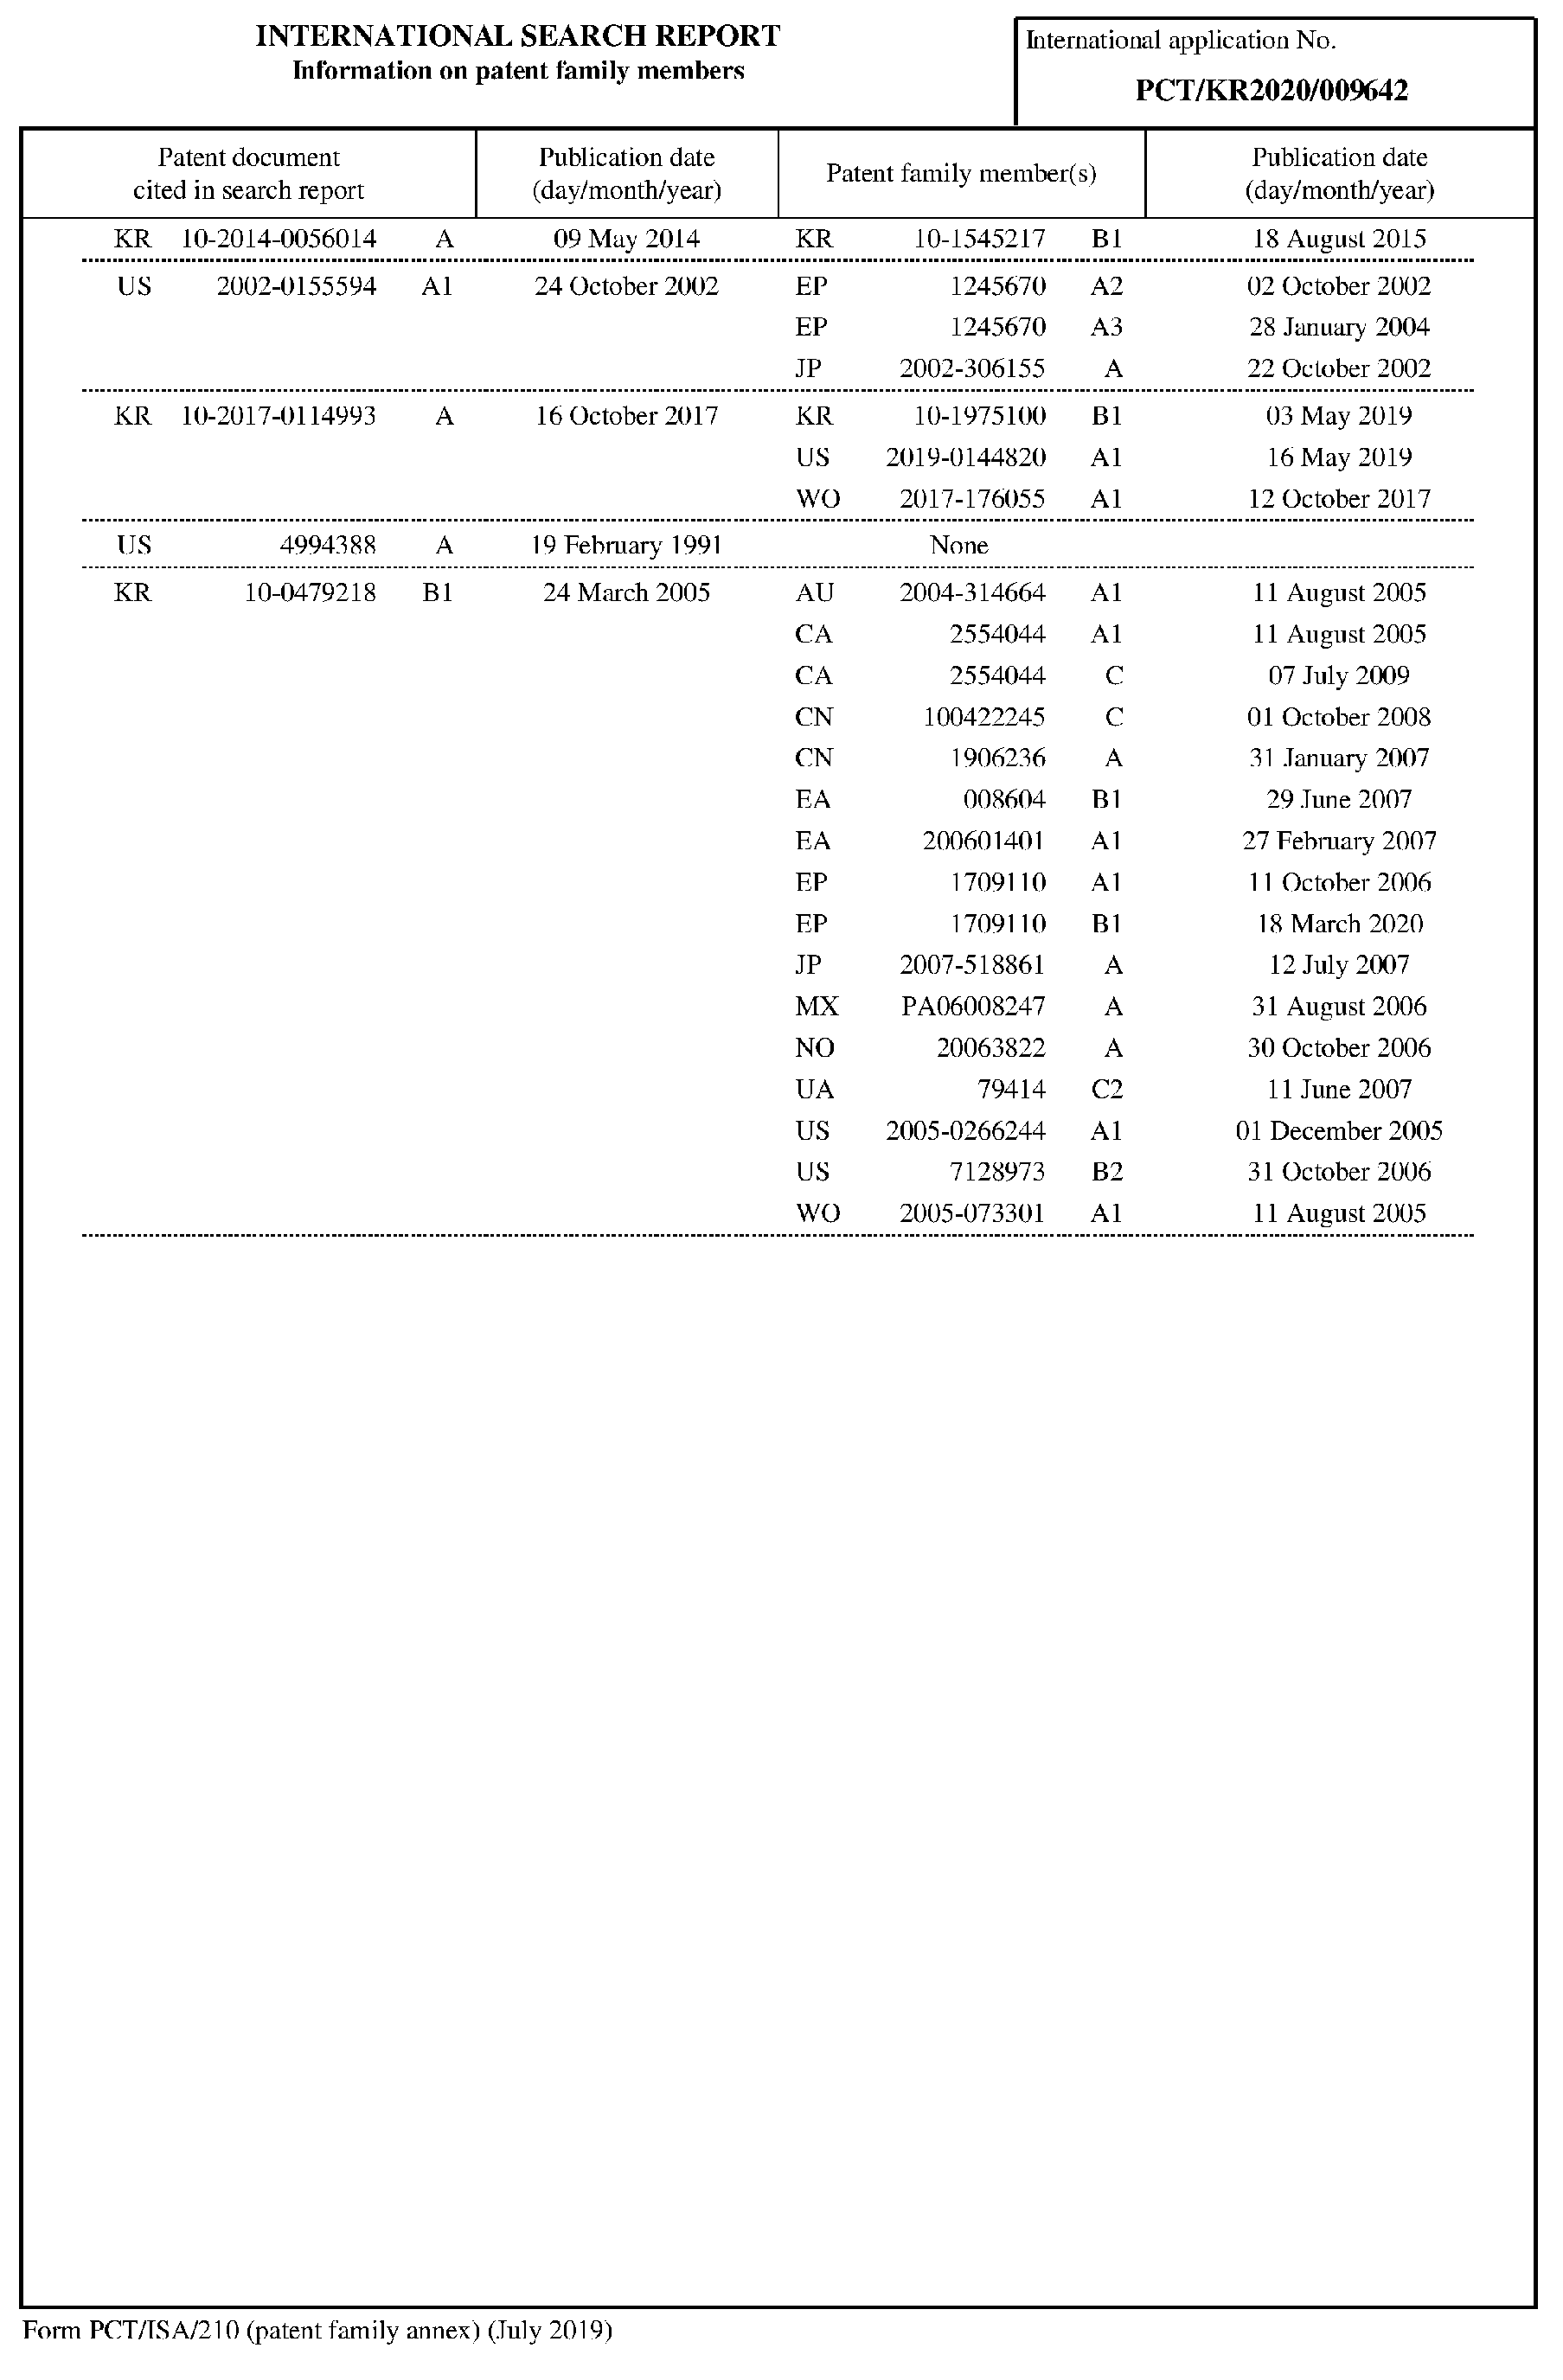 INTERNATIONAL SEARCH REPORT
Information on patent family members
International application No.
PCT/KR2020/009642
Patent document
cited in search report
Publication date
(day/month/year)
Patent family member(s)
Publication date
(day/month/year)
KR 10-2014-0056014 A 09 May 2014 KR 10-1545217 B1 18 August 2015
US 2002-0155594 A1 24 October 2002 EP 1245670 A2 02 October 2002
EP 1245670 A3 28 January 2004
JP 2002-306155 A 22 October 2002
KR 10-2017-0114993 A 16 October 2017 KR 10-1975100 B1 03 May 2019
US 2019-0144820 A1 16 May 2019
WO 2017-176055 A1 12 October 2017
US 4994388 A 19 February 1991 None
KR 10-0479218 B1 24 March 2005 AU 2004-314664 A1 11 August 2005
CA 2554044 A1 11 August 2005
CA 2554044 C 07 July 2009
CN 100422245 C 01 October 2008
CN 1906236 A 31 January 2007
EA 008604 B1 29 June 2007
EA 200601401 A1 27 February 2007
EP 1709110 A1 11 October 2006
EP 1709110 B1 18 March 2020
JP 2007-518861 A 12 July 2007
MX PA06008247 A 31 August 2006
NO 20063822 A 30 October 2006
UA 79414 C2 11 June 2007
US 2005-0266244 A1 01 December 2005
US 7128973 B2 31 October 2006
WO 2005-073301 A1 11 August 2005
Form PCT/ISA/210 (patent family annex) (July 2019)